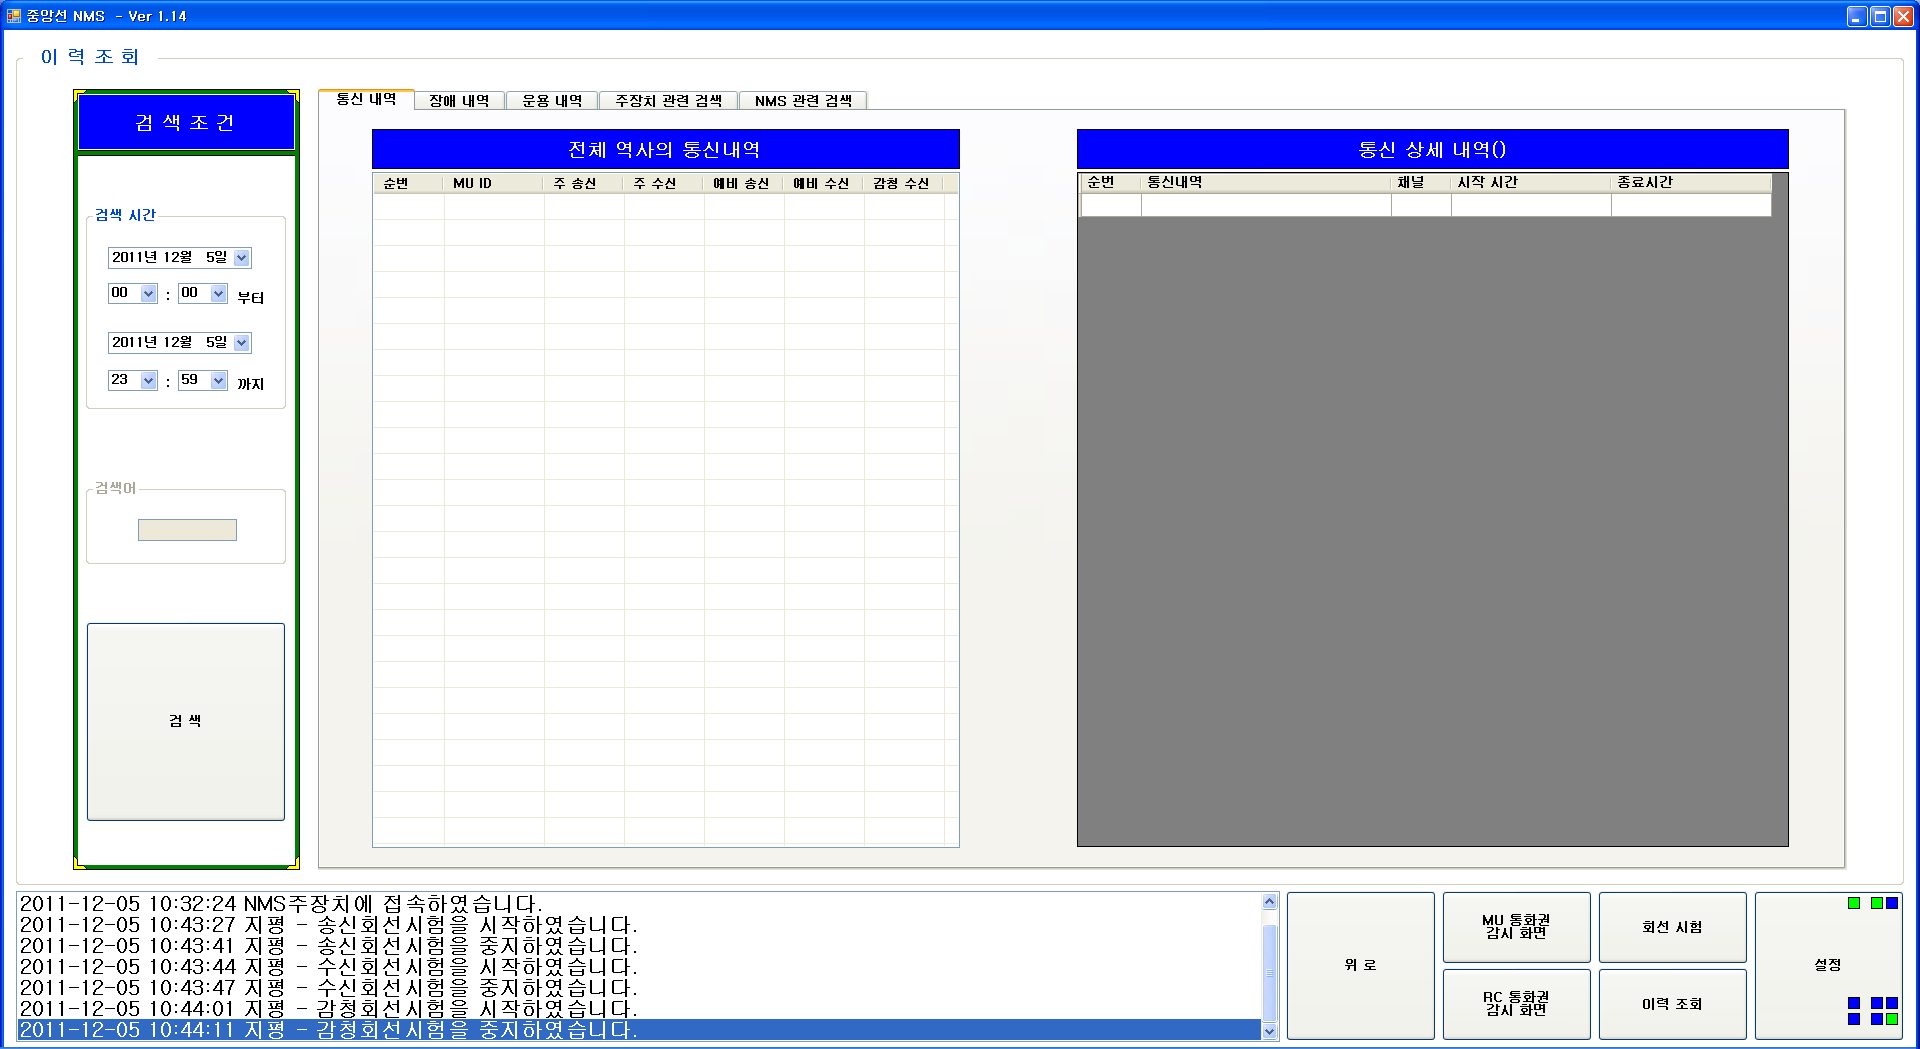 중앙선 NMS - Ver 1.14
이 력 조 회
검 색 조 건
검색 시간
2011년 12월 5일
00 : 00 부터
2011년 12월 5일
23 : 59 까지
검색어
검 색
통신 내역 장애 내역 운용 내역 주장치 관련 검색 NMS 관련 검색
전체 역사의 통신내역
순번 MU ID 주 송신 주 수신 예비 송신 예비 수신 감청 수신
통신 상세 내역()
순번 통신내역 채널 시작 시간 종료시간
2011-12-05 10:32:24 NMS주장치에 접속하였습니다.
2011-12-05 10:43:27 지평 - 송신회선시험을 시작하였습니다.
2011-12-05 10:43:41 지평 - 송신회선시험을 중지하였습니다.
2011-12-05 10:43:44 지평 - 수신회선시험을 시작하였습니다.
2011-12-05 10:43:47 지평 - 수신회선시험을 중지하였습니다.
2011-12-05 10:44:01 지평 - 감청회선시험을 시작하였습니다.
2011-12-05 10:44:11 지평 - 감청회선시험을 중지하였습니다.
위 로
MU 통화권
감시 화면
회선 시험
설정
RC 통화권
감시 화면
이력 조회